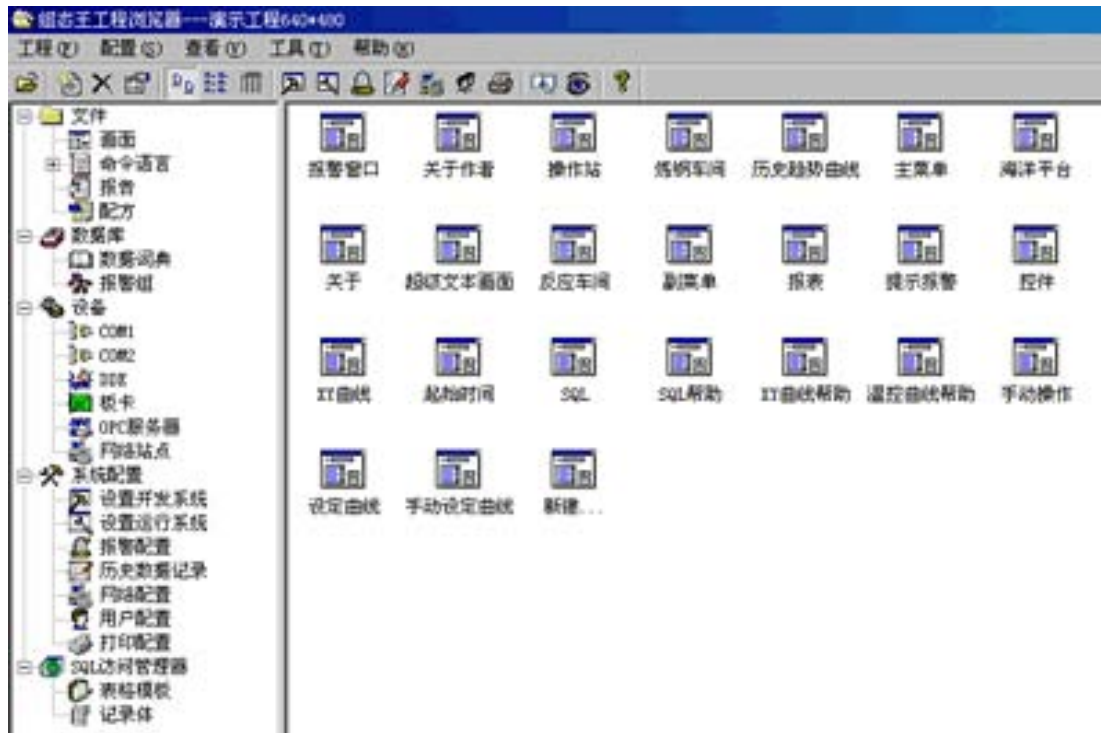 组态王工程浏览器---演示工程640*480
工程(F) 配置(S) 查看(V) 工具(T) 帮助(H)
文件
画面
命令语言
报告
配方
数据库
数据词典
报警组
设备
COM1
COM2
DDE
板卡
OPC服务器
网络站点
系统配置
设置开发系统
设置运行系统
报警配置
历史数据记录
网络配置
用户配置
打印配置
SQL访问管理器
表格模板
记录体
报警窗口 关于作者 操作站 炼钢车间 历史趋势曲线 主菜单 海洋平台
关于 超级文本画面 反应车间 副菜单 报表 提示报警 控件
XY曲线 起始时间 SQL SQL帮助 XY曲线帮助 温控曲线帮助 手动操作
设定曲线 手动设定曲线 新建...